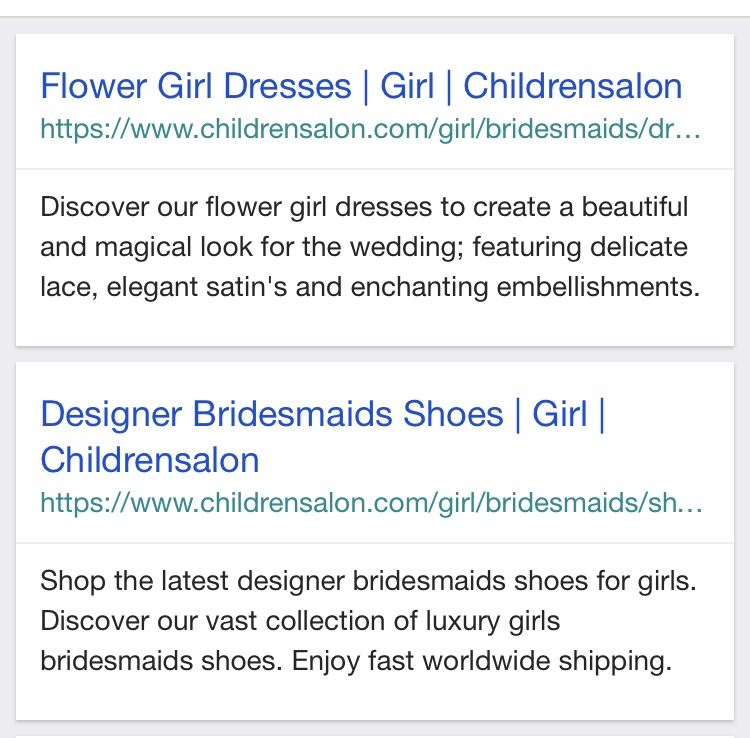 Flower Girl Dresses | Girl | Childrensalon
https://www.childrensalon.com/girl/bridesmaids/dr...
Discover our flower girl dresses to create a beautiful
and magical look for the wedding; featuring delicate
lace, elegant satin's and enchanting embellishments.
Designer Bridesmaids Shoes | Girl |
Childrensalon
https://www.childrensalon.com/girl/bridesmaids/sh...
Shop the latest designer bridesmaids shoes for girls.
Discover our vast collection of luxury girls
bridesmaids shoes. Enjoy fast worldwide shipping.